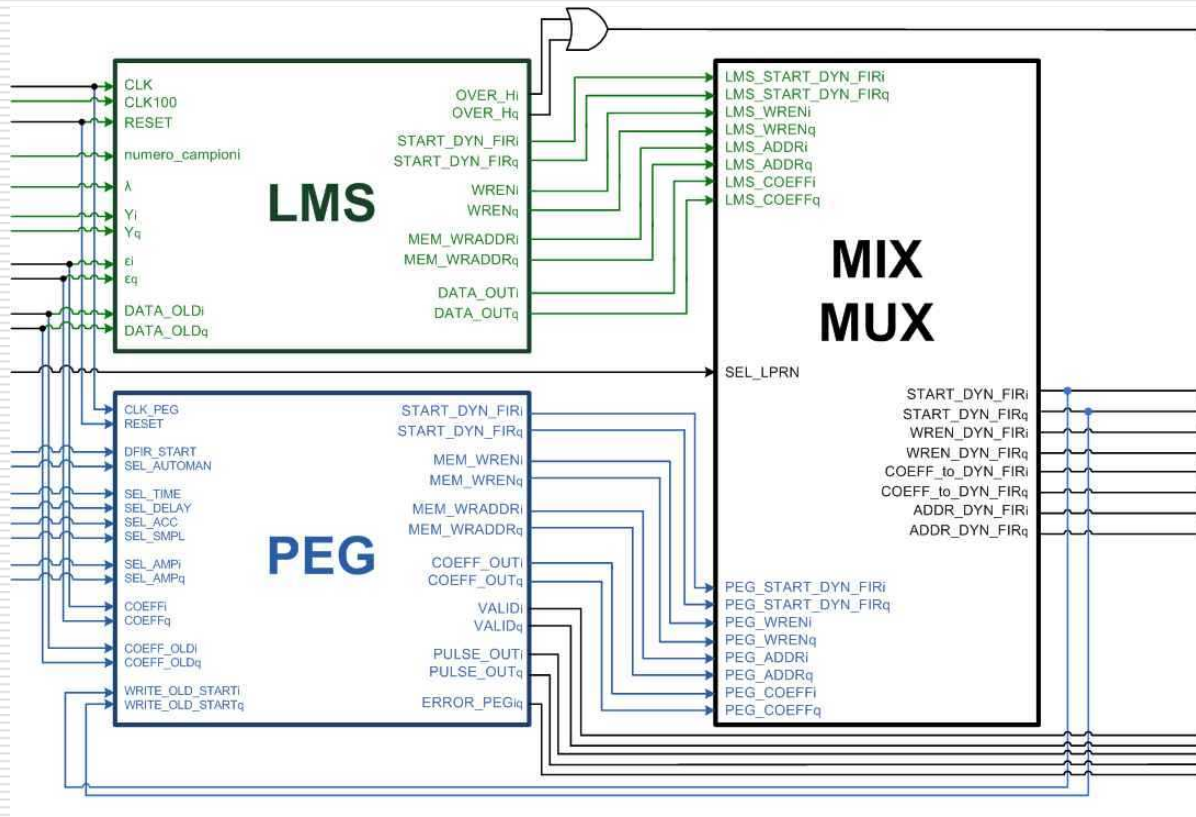 CLK
CLK100
RESET
numero_campioni
λ
Yi
Yq
εi
εq
DATA_OLDi
DATA_OLDq
LMS
OVER_Hi
OVER_Hq
START_DYN_FIRi
START_DYN_FIRq
WRENi
WRENq
MEM_WRADDRi
MEM_WRADDRq
DATA_OUTi
DATA_OUTq
LMS_START_DYN_FIRi
LMS_START_DYN_FIRq
LMS_WRENi
LMS_WRENq
LMS_ADDRi
LMS_ADDRq
LMS_COEFFi
LMS_COEFFq
MIX
MUX
SEL_LPRN
START_DYN_FIRi
START_DYN_FIRq
WREN_DYN_FIRi
WREN_DYN_FIRq
COEFF_to_DYN_FIRi
COEFF_to_DYN_FIRq
ADDR_DYN_FIRi
ADDR_DYN_FIRq
CLK_PEG
RESET
DFIR_START
SEL_AUTOMAN
SEL_TIME
SEL_DELAY
SEL_ACC
SEL_SMPL
SEL_AMPi
SEL_AMPq
COEFFi
COEFFq
COEFF_OLDi
COEFF_OLDq
WRITE_OLD_STARTi
WRITE_OLD_STARTq
PEG
START_DYN_FIRi
START_DYN_FIRq
MEM_WRENi
MEM_WRENq
MEM_WRADDRi
MEM_WRADDRq
COEFF_OUTi
COEFF_OUTq
VALIDi
VALIDq
PULSE_OUTi
PULSE_OUTq
ERROR_PEGiq
PEG_START_DYN_FIRi
PEG_START_DYN_FIRq
PEG_WRENi
PEG_WRENq
PEG_ADDRi
PEG_ADDRq
PEG_COEFFi
PEG_COEFFq